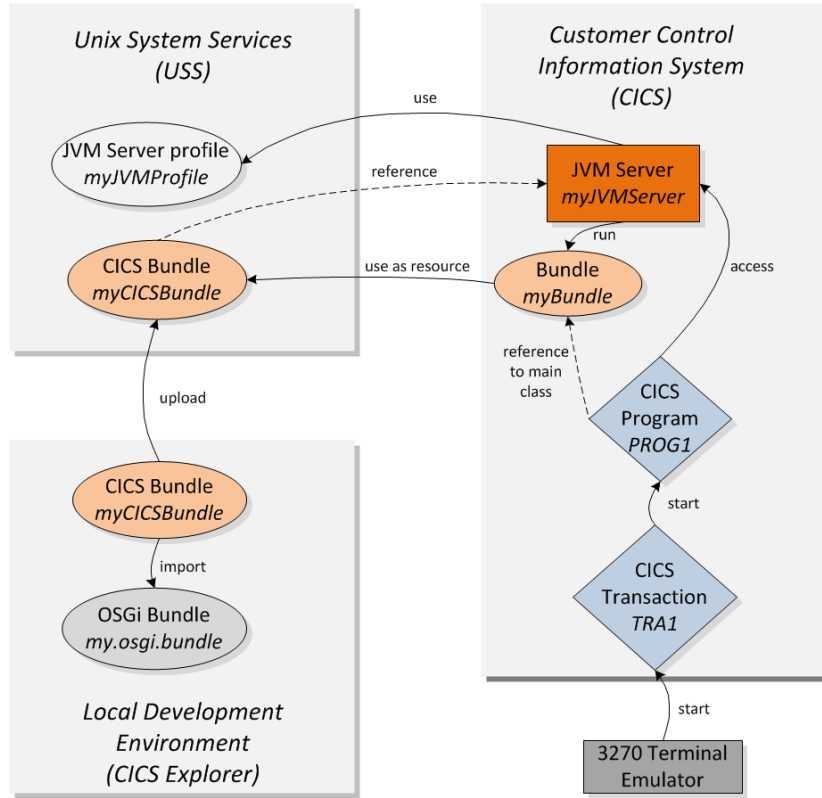 Unix System Services
(USS)
JVM Server profile
myJVMProfile
CICS Bundle
myCICSBundle
upload
CICS Bundle
myCICSBundle
import
OSGi Bundle
my.osgi.bundle
Local Development
Environment
(CICS Explorer)
use
reference
use as resource
Customer Control
Information System
(CICS)
JVM Server
myJVMServer
run
Bundle
myBundle
access
reference
to main
class
CICS
Program
PROG1
start
CICS
Transaction
TRA1
start
3270 Terminal
Emulator